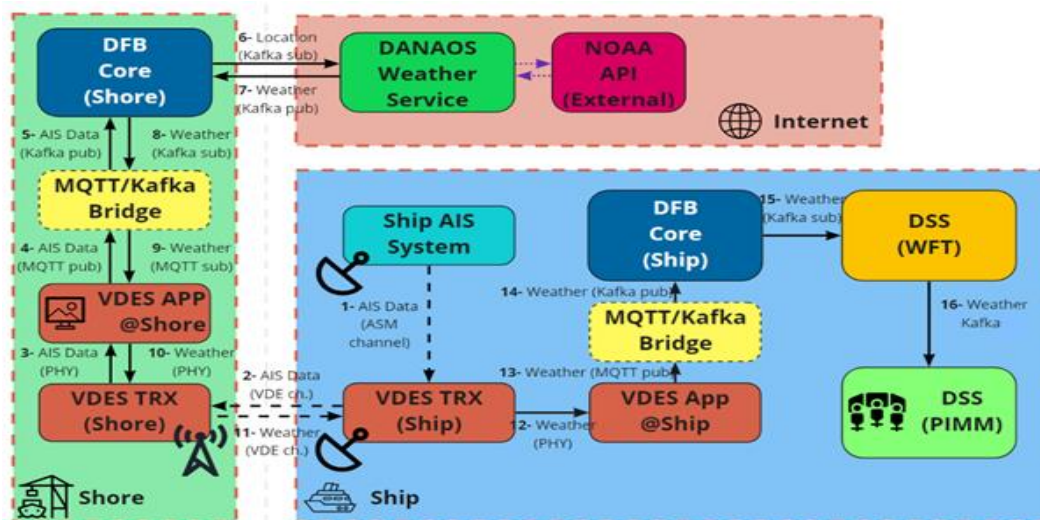 DFB
Core
(Shore)
6- Location
(Kafka sub)
7- Weather
(Kafka pub)
DANAOS
Weather
Service
NOAA
API
(External)
Internet
5- AIS Data
(Kafka pub)
8- Weather
(Kafka sub)
MQTT/Kafka
Bridge
4- AIS Data
(MQTT pub)
9- Weather
(MQTT sub)
VDES APP
@Shore
3- AIS Data
(PHY)
10- Weather
(PHY)
VDES TRX
(Shore)
Shore
2- AIS Data
(VDE ch.)
11- Weather
(VDE ch.)
Ship AIS
System
1- AIS Data
(ASM
channel)
VDES TRX
(Ship)
12- Weather
(PHY)
VDES App
@Ship
13- Weather (MQTT pub)
MQTT/Kafka
Bridge
14- Weather (Kafka pub)
DFB
Core
(Ship)
15- Weather
(Kafka sub)
DSS
(WFT)
16- Weather
Kafka
DSS
(PIMM)
Ship